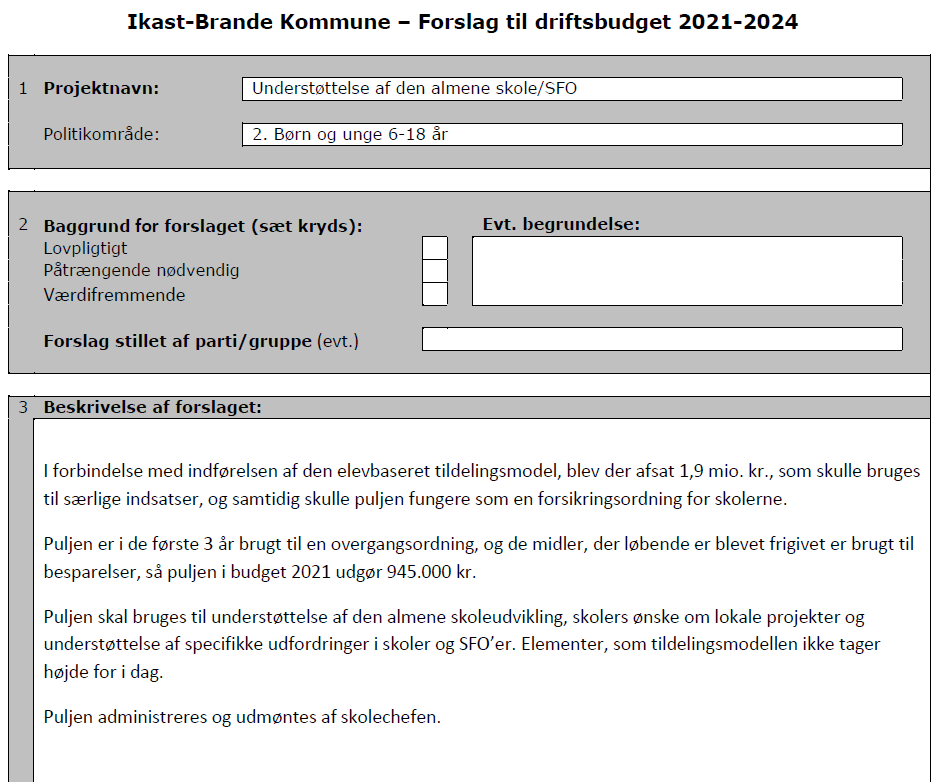 Ikast-Brande Kommune – Forslag til driftsbudget 2021-2024
1 Projektnavn: Understøttelse af den almene skole/SFO
Politikområde: 2. Børn og unge 6-18 år
2 Baggrund for forslaget (sæt kryds): Evt. begrundelse:
Lovpligtigt
Påtrængende nødvendig
Værdifremmende
Forslag stillet af parti/gruppe (evt.)
3 Beskrivelse af forslaget:
I forbindelse med indførelsen af den elevbaseret tildelingsmodel, blev der afsat 1,9 mio. kr., som skulle bruges
til særlige indsatser, og samtidig skulle puljen fungere som en forsikringsordning for skolerne.
Puljen er i de første 3 år brugt til en overgangsordning, og de midler, der løbende er blevet frigivet er brugt til
besparelser, så puljen i budget 2021 udgør 945.000 kr.
Puljen skal bruges til understøttelse af den almene skoleudvikling, skolers ønske om lokale projekter og
understøttelse af specifikke udfordringer i skoler og SFO’er. Elementer, som tildelingsmodellen ikke tager
højde for i dag.
Puljen administreres og udmøntes af skolechefen.